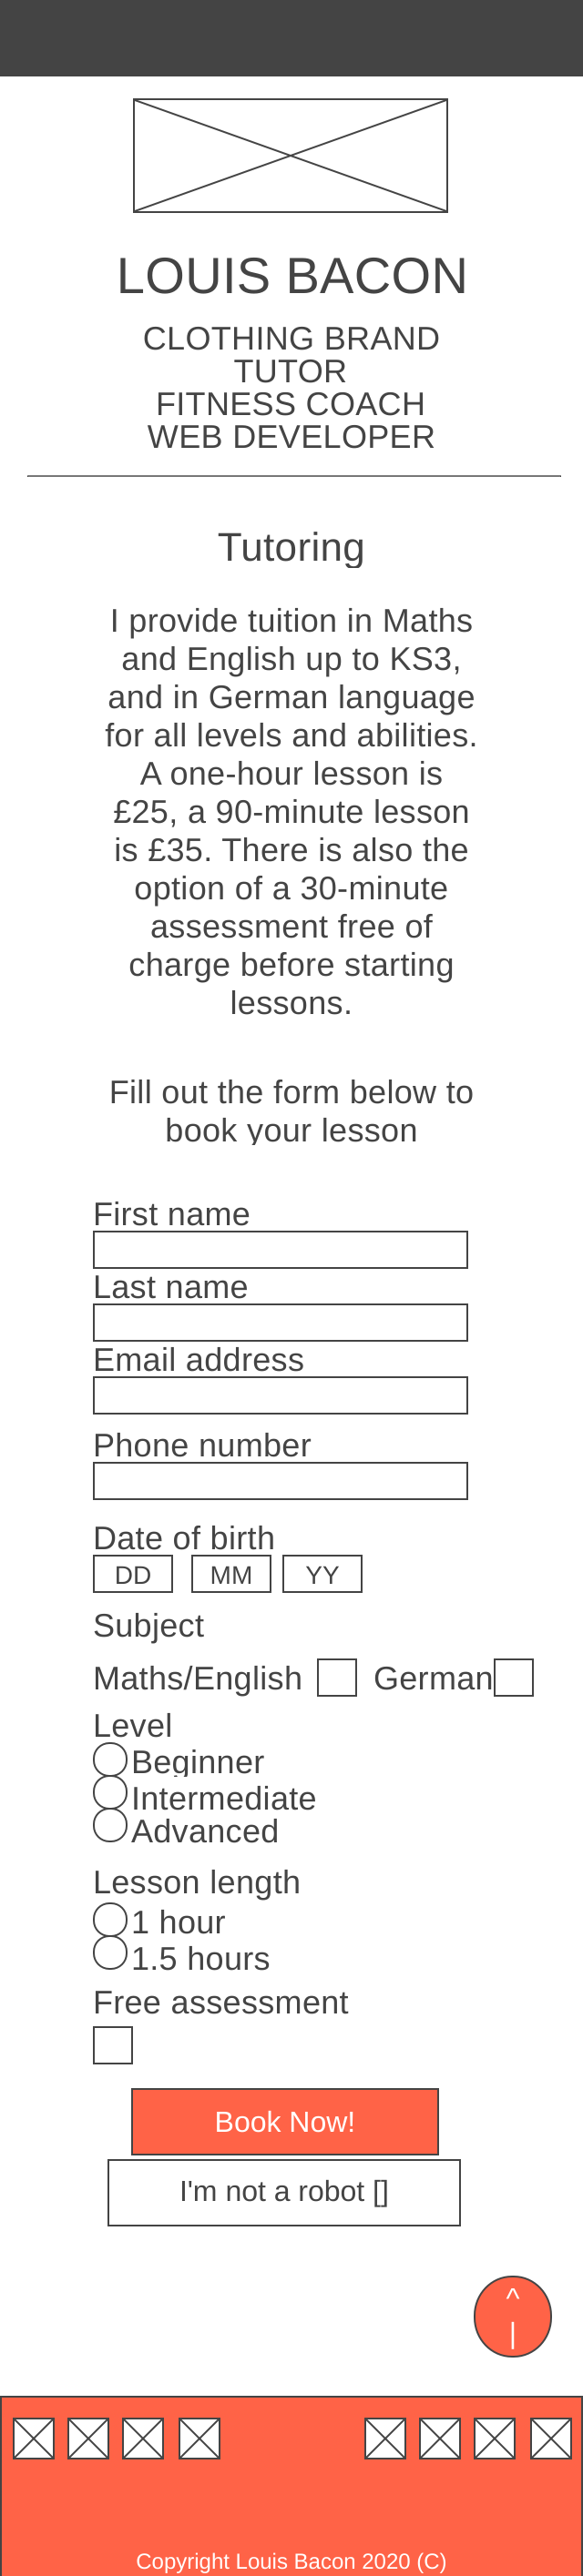 LOUIS BACON
CLOTHING BRAND
TUTOR
FITNESS COACH
WEB DEVELOPER
Tutoring
I provide tuition in Maths
and English up to KS3,
and in German language
for all levels and abilities.
A one-hour lesson is
£25, a 90-minute lesson
is £35. There is also the
option of a 30-minute
assessment free of
charge before starting
lessons.
Fill out the form below to
book your lesson
First name
Last name
Email address
Phone number
Date of birth
DD MM YY
Subject
Maths/English German
Level
Beginner
Intermediate
Advanced
Lesson length
1 hour
1.5 hours
Free assessment
Book Now!
I'm not a robot []
^
|
Copyright Louis Bacon 2020 (C)